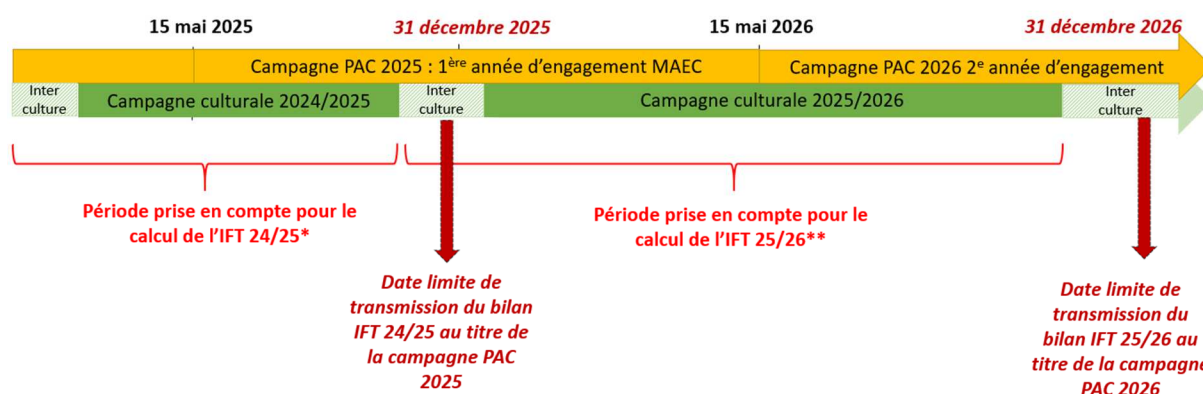 15 mai 2025
31 décembre 2025
15 mai 2026
31 décembre 2026
Campagne PAC 2025 : 1ère année d'engagement MAEC
Campagne PAC 2026 2e année d'engagement
Inter
culture
Campagne culturale 2024/2025
Inter
culture
Campagne culturale 2025/2026
Inter
culture
Période prise en compte pour le
calcul de l'IFT 24/25*
Période prise en compte pour le
calcul de l'IFT 25/26**
Date limite de
transmission du bilan
IFT 24/25 au titre de
la campagne PAC
2025
Date limite de
transmission du
bilan IFT 25/26 au
titre de la campagne
PAC 2026